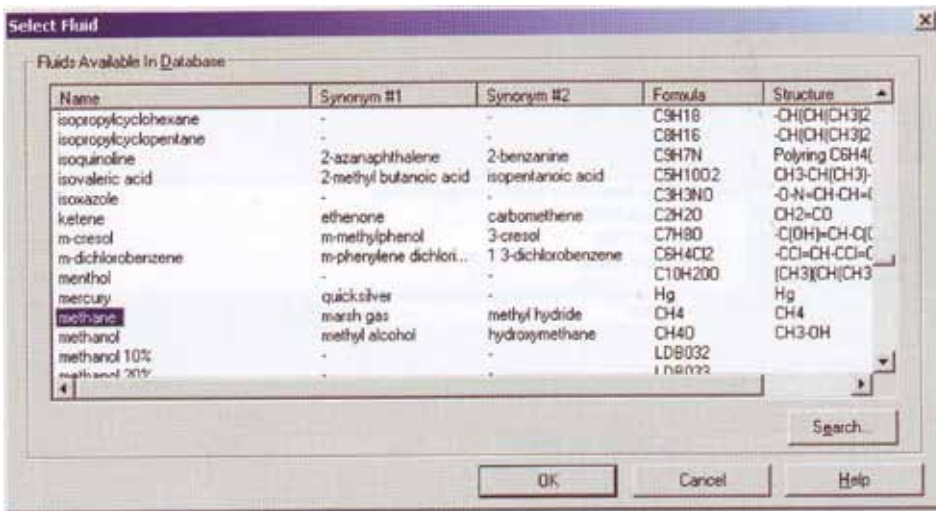 Select Fluid
Fluids Available In Database
Name Synonym #1 Synonym #2 Formula Structure
isopropylcyclohexane - - C9H18 -CH(CH(CH3)2
isopropylcyclopentane - - C8H16 -CH(CH(CH3)2
isoquinoline 2-azanaphthalene 2-benzanine C9H7N Polyring C6H4(
isovaleric acid 2-methyl butanoic acid isopentanoic acid C5H10O2 CH3-CH(CH3)-
isoxazole - - C3H3NO -O-N=CH-CH=C
ketene ethenone carbomethene C2H2O CH2=CO
m-cresol m-methylphenol 3-cresol C7H8O -C(OH)=CH-C(C
m-dichlorobenzene m-phenylene dichlori... 1 3-dichlorobenzene C6H4Cl2 -CCl=CH-CCl=C
menthol - - C10H20O (CH3)(CH(CH3
mercury quicksilver - Hg Hg
methane marsh gas methyl hydride CH4 CH4
methanol methyl alcohol hydroxymethane CH4O CH3-OH
methanol 10% - - LDB032
methanol 20% - - LDB033
Search...
OK Cancel Help